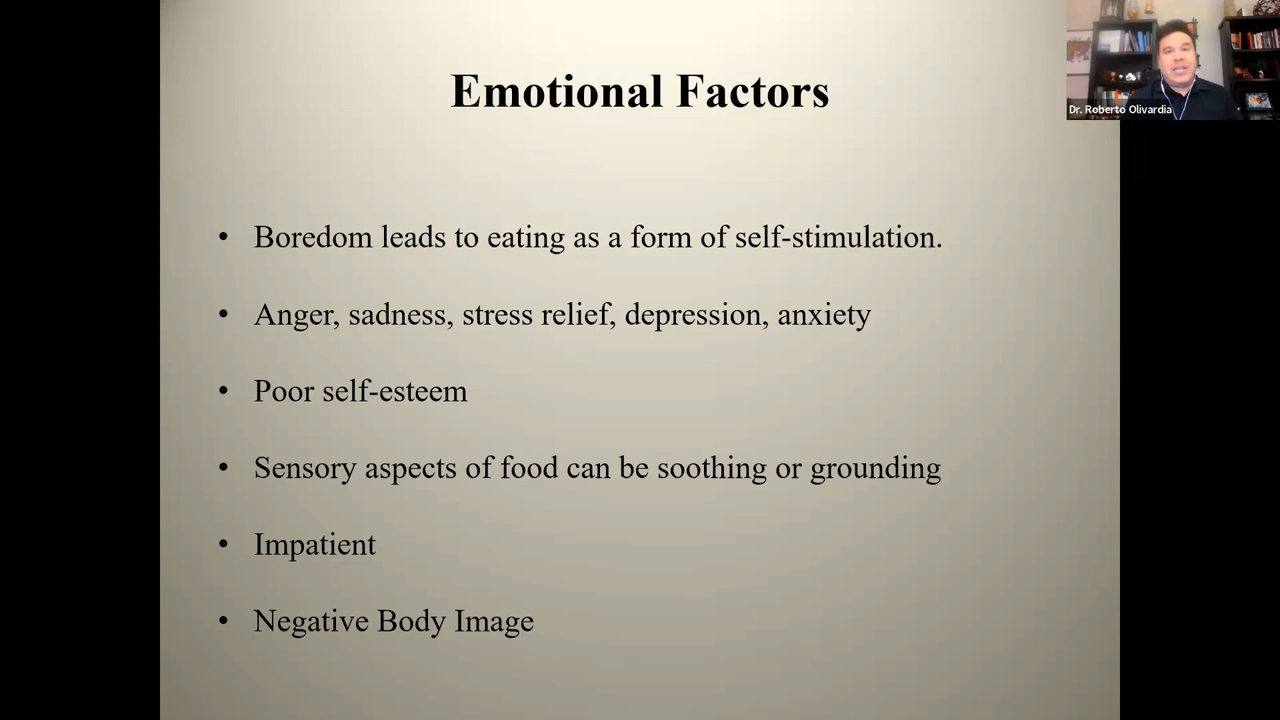 Emotional Factors
Dr. Roberto Olivardia
• Boredom leads to eating as a form of self-stimulation.
• Anger, sadness, stress relief, depression, anxiety
• Poor self-esteem
• Sensory aspects of food can be soothing or grounding
• Impatient
• Negative Body Image